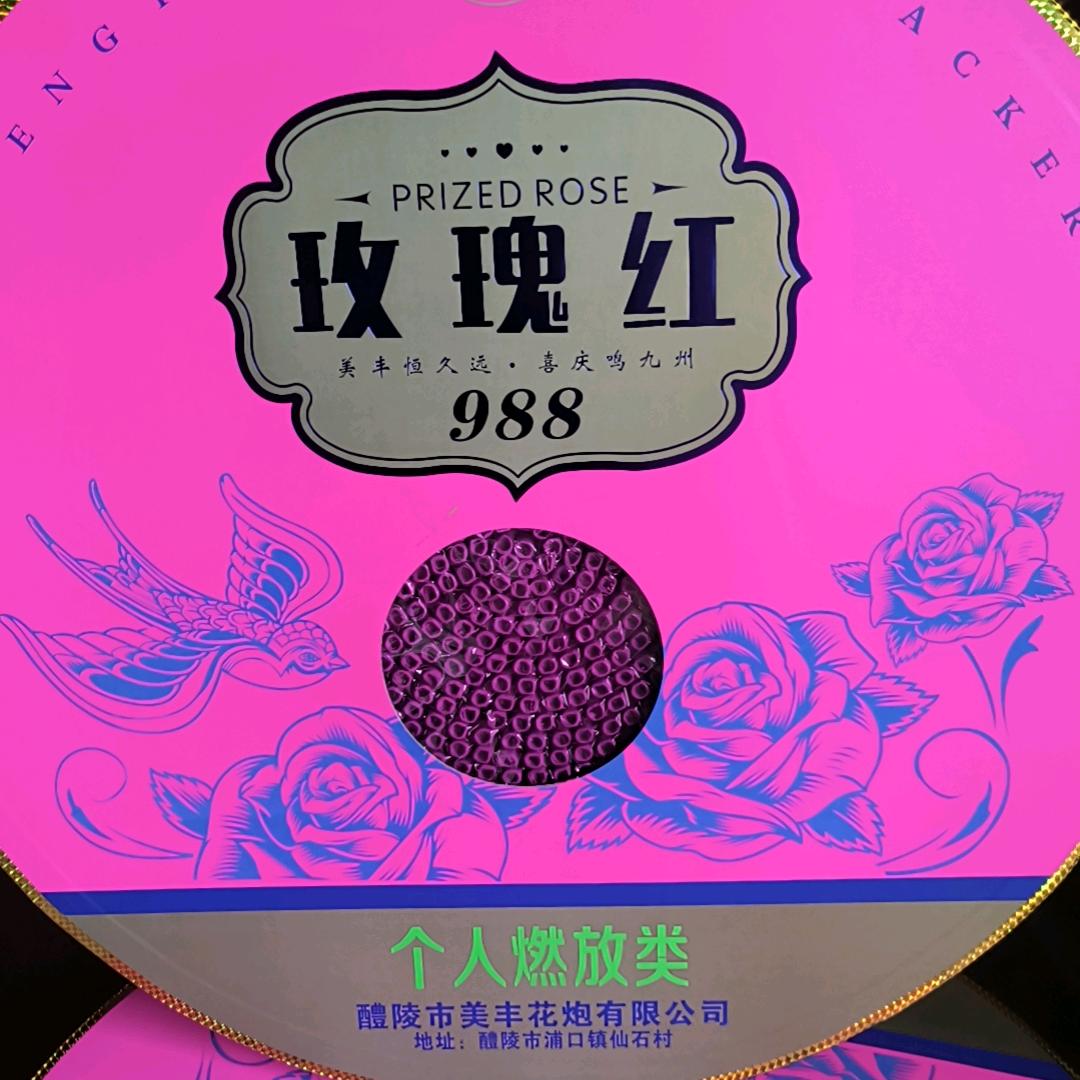 ENG
ACKER
PRIZED ROSE
玫瑰红
美丰恒久远·喜庆鸣九州
988
个人燃放类
醴陵市美丰花炮有限公司
地址：醴陵市浦口镇仙石村